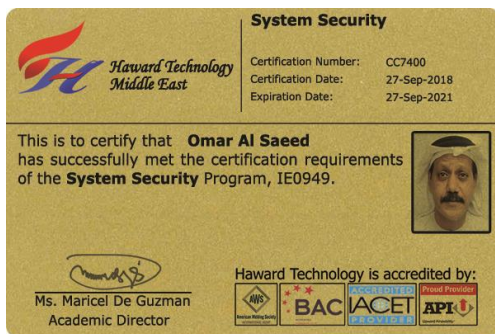 System Security
Haward Technology
Middle East
Certification Number: CC7400
Certification Date: 27-Sep-2018
Expiration Date: 27-Sep-2021
This is to certify that Omar Al Saeed
has successfully met the certification requirements
of the System Security Program, IE0949.
Ms. Maricel De Guzman
Academic Director
Haward Technology is accredited by:
AWS
American Welding Society
BAC
ACCREDITED
IACET
PROVIDER
Proud Provider
API